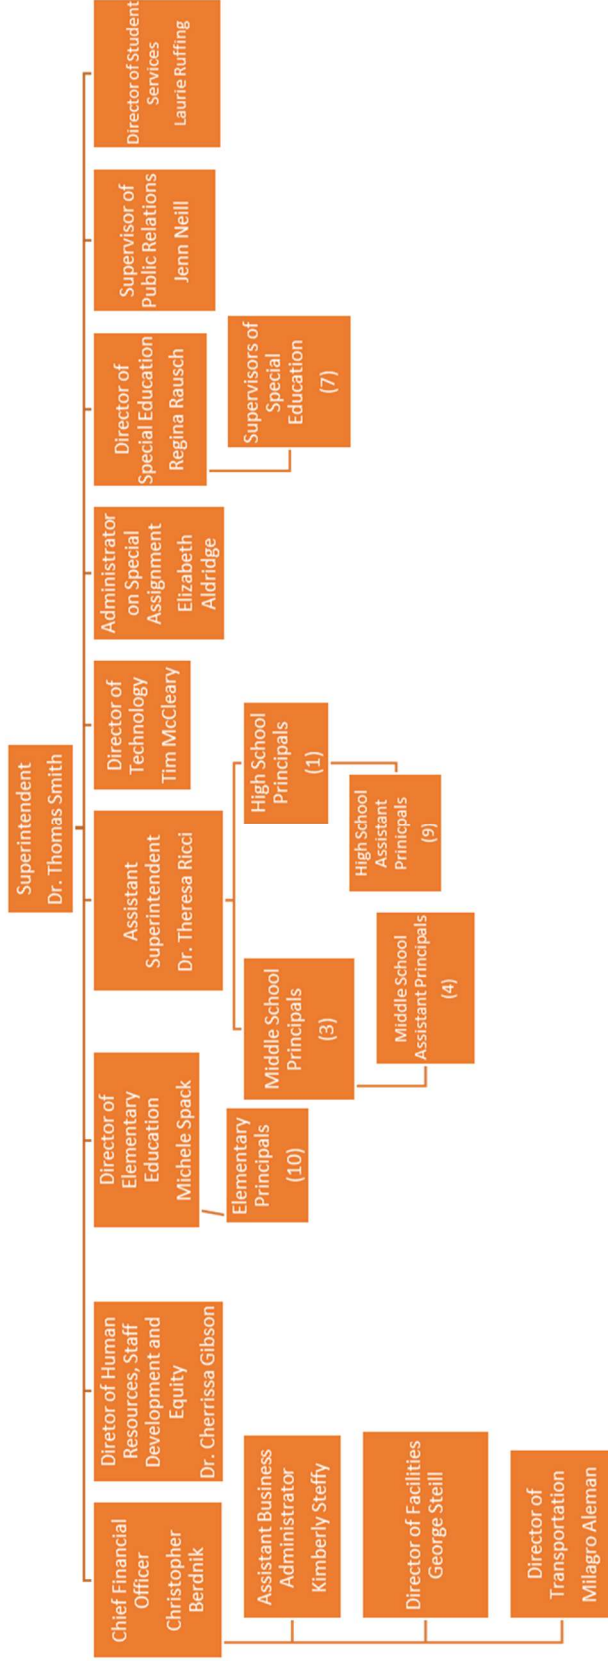 Superintendent
Dr. Thomas Smith
Chief Financial
Officer
Christopher
Berdnik
Diretor of Human
Resources, Staff
Development and
Equity
Dr. Cherrissa Gibson
Director of
Elementary
Education
Michele Spack
Assistant
Superintendent
Dr. Theresa Ricci
Director of
Technology
Tim McCleary
Administrator
on Special
Assignment
Elizabeth
Aldridge
Director of
Special Education
Regina Rausch
Supervisor of
Public Relations
Jenn Neill
Director of Student
Services
Laurie Ruffing
Assistant Business
Administrator
Kimberly Steffy
Director of Facilities
George Steill
Director of
Transportation
Milagro Aleman
Elementary
Principals
(10)
Middle School
Principals
(3)
Middle School
Assistant Principals
(4)
High School
Principals
(1)
High School
Assistant
Prinicpals
(9)
Supervisors of
Special
Education
(7)